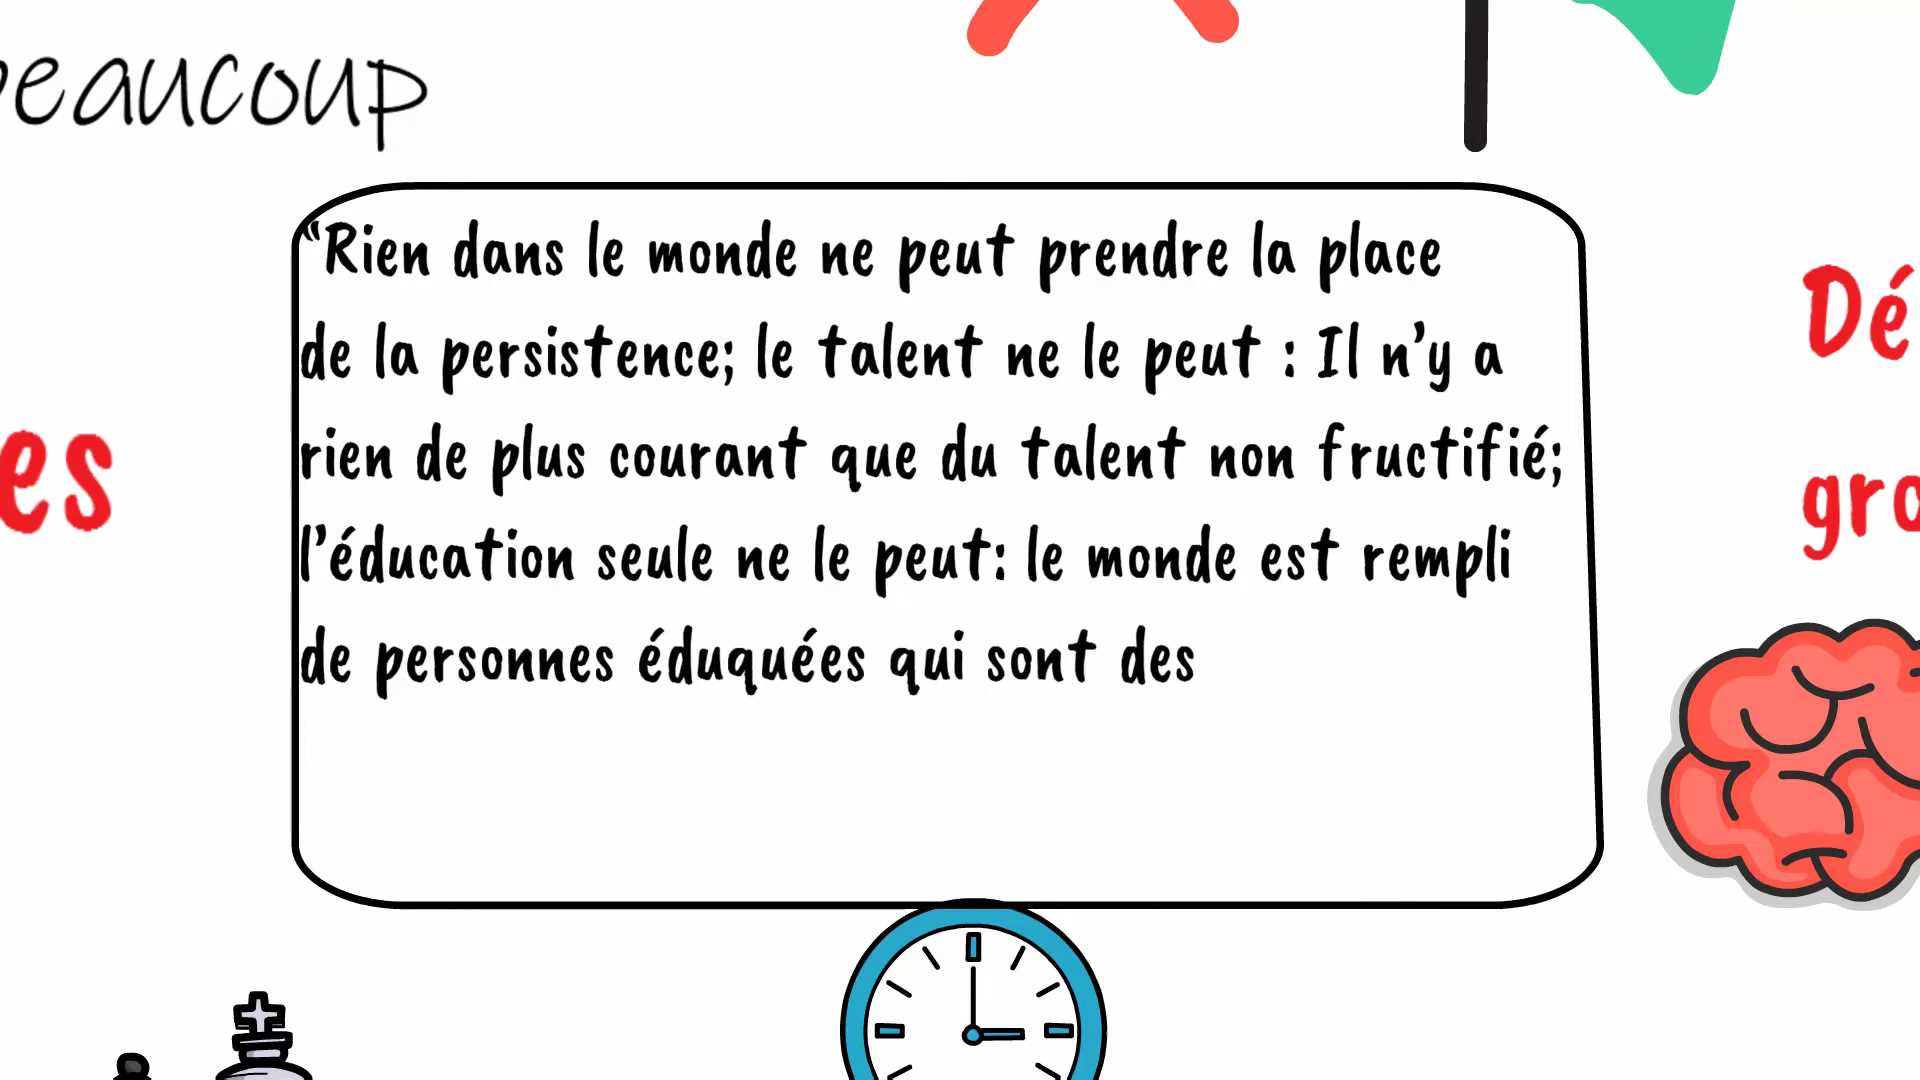 beaucoup
“Rien dans le monde ne peut prendre la place
de la persistence; le talent ne le peut : Il n’y a
rien de plus courant que du talent non fructifié;
l’éducation seule ne le peut: le monde est rempli
de personnes éduquées qui sont des
Dé
es
gro